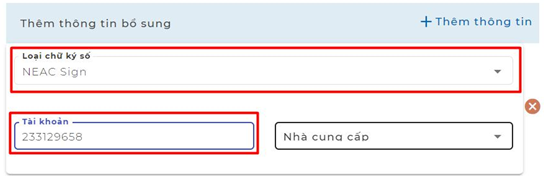 Thêm thông tin bổ sung
+ Thêm thông tin
Loại chữ ký số
NEAC Sign
Tài khoản
233129658
Nhà cung cấp